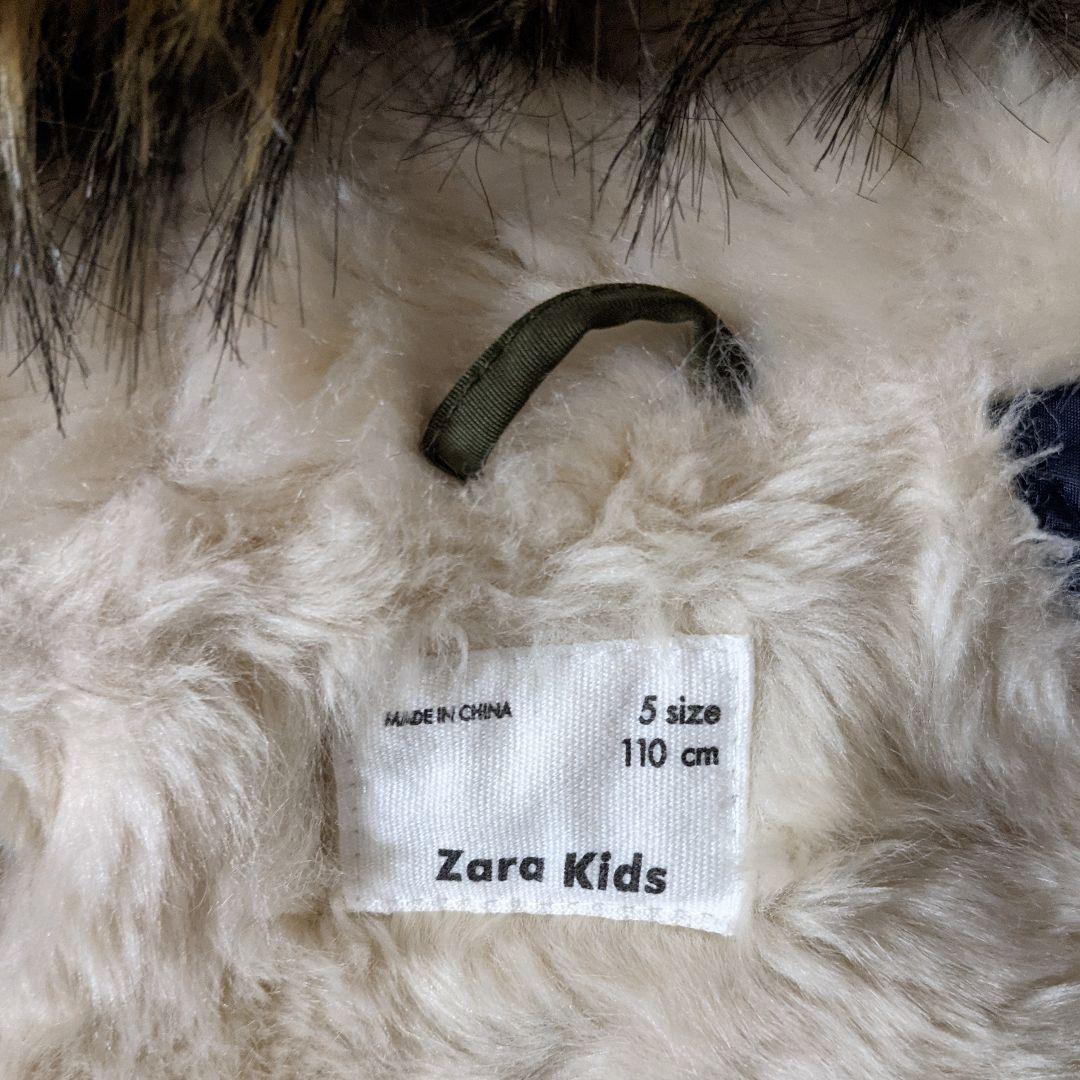 MADE IN CHINA
5 size
110 cm
Zara Kids